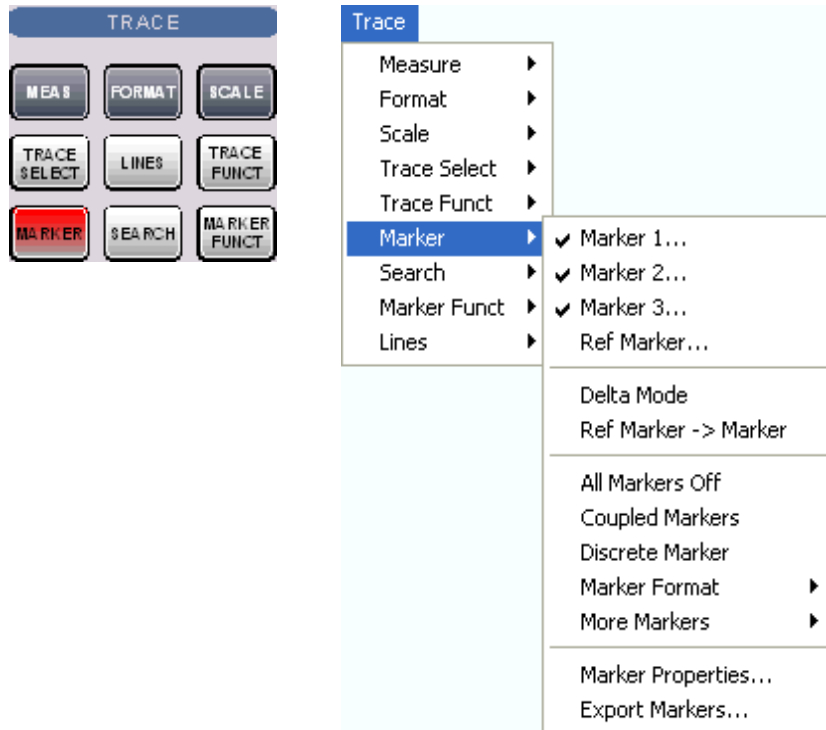 TRACE
MEAS FORMAT SCALE
TRACE SELECT LINES TRACE FUNCT
MARKER SEARCH MARKER FUNCT
Trace
Measure
Format
Scale
Trace Select
Trace Funct
Marker
Search
Marker Funct
Lines
Marker 1...
Marker 2...
Marker 3...
Ref Marker...
Delta Mode
Ref Marker -> Marker
All Markers Off
Coupled Markers
Discrete Marker
Marker Format
More Markers
Marker Properties...
Export Markers...